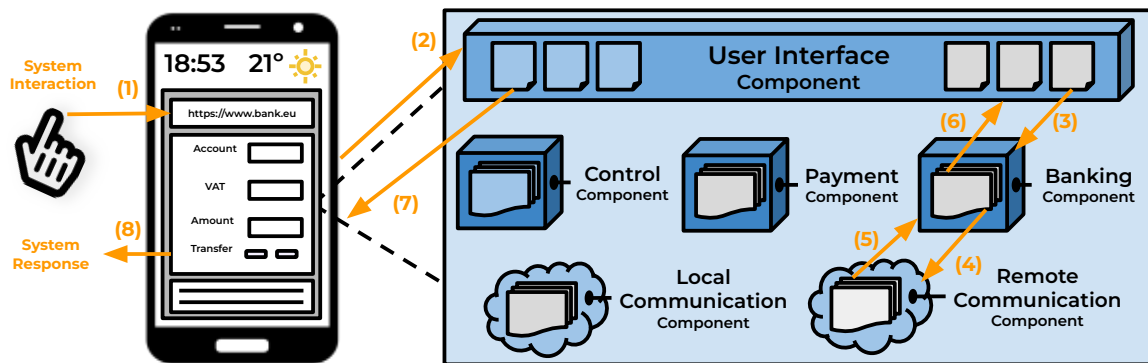 System
Interaction
(1)
18:53 21º
https://www.bank.eu
Account
VAT
Amount
Transfer
(8)
System
Response
(2)
(7)
User Interface
Component
(6)
(3)
Control
Component
Payment
Component
Banking
Component
(5)
(4)
Local
Communication
Component
Remote
Communication
Component